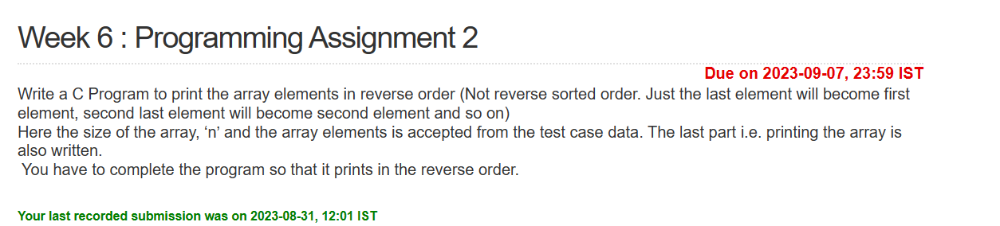 Week 6 : Programming Assignment 2
Due on 2023-09-07, 23:59 IST
Write a C Program to print the array elements in reverse order (Not reverse sorted order. Just the last element will become first
element, second last element will become second element and so on)
Here the size of the array, ‘n’ and the array elements is accepted from the test case data. The last part i.e. printing the array is
also written.
You have to complete the program so that it prints in the reverse order.
Your last recorded submission was on 2023-08-31, 12:01 IST